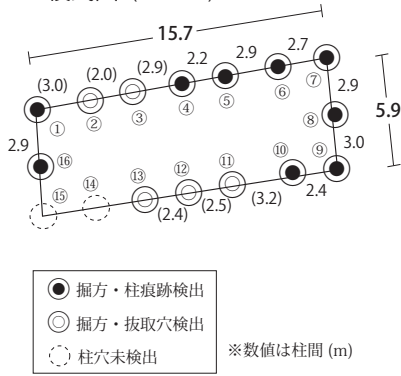 15.7
(3.0) (2.0) (2.9) 2.2 2.9 2.7
① ② ③ ④ ⑤ ⑥ ⑦
2.9 ⑧ 5.9
2.9 ⑯ ⑩ ⑨ 3.0
⑮ ⑭ ⑬ ⑫ ⑪
(2.4) (2.5) (3.2) 2.4
掘方・柱痕跡検出
掘方・抜取穴検出
柱穴未検出
※数値は柱間 (m)